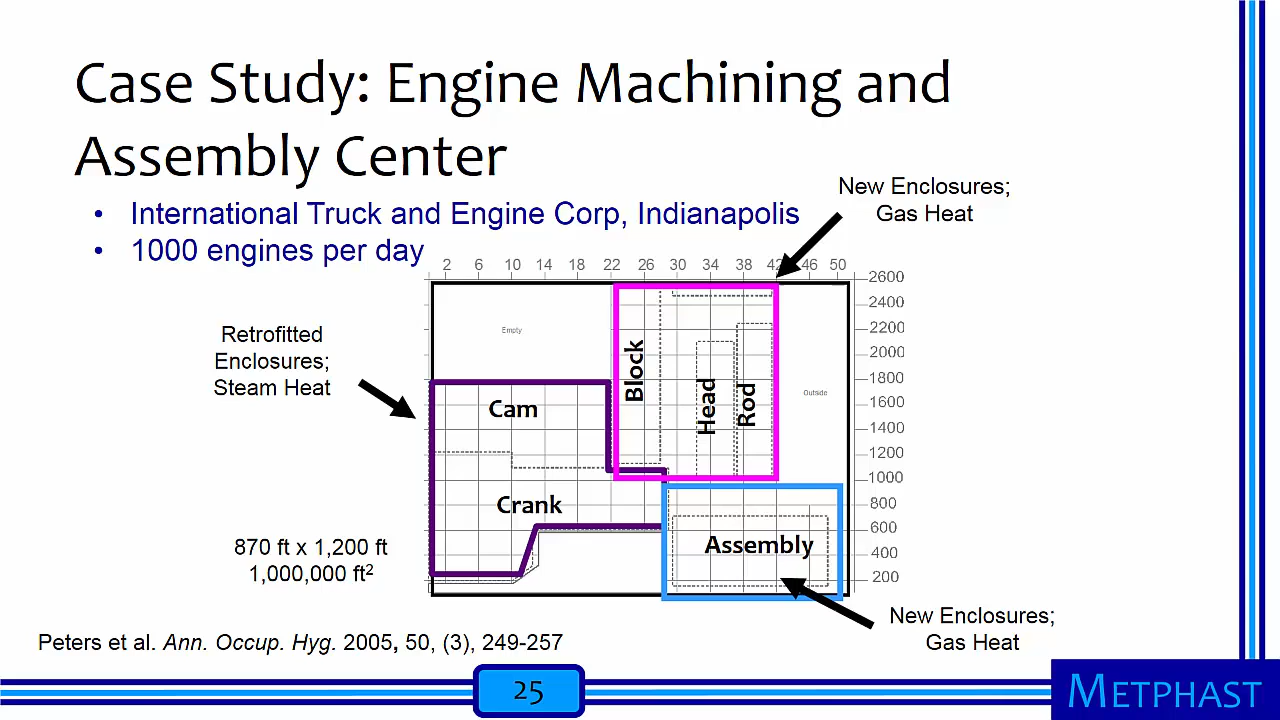 Case Study: Engine Machining and
Assembly Center
• International Truck and Engine Corp, Indianapolis
• 1000 engines per day
New Enclosures;
Gas Heat
2 6 10 14 18 22 26 30 34 38 42 46 50
2600
2400
2200
2000
1800
1600
1400
1200
1000
800
600
400
200
Empty
Outside
Retrofitted
Enclosures;
Steam Heat
Block
Head
Rod
Cam
Crank
Assembly
870 ft x 1,200 ft
1,000,000 ft²
New Enclosures;
Gas Heat
Peters et al. Ann. Occup. Hyg. 2005, 50, (3), 249-257
25
METPHAST